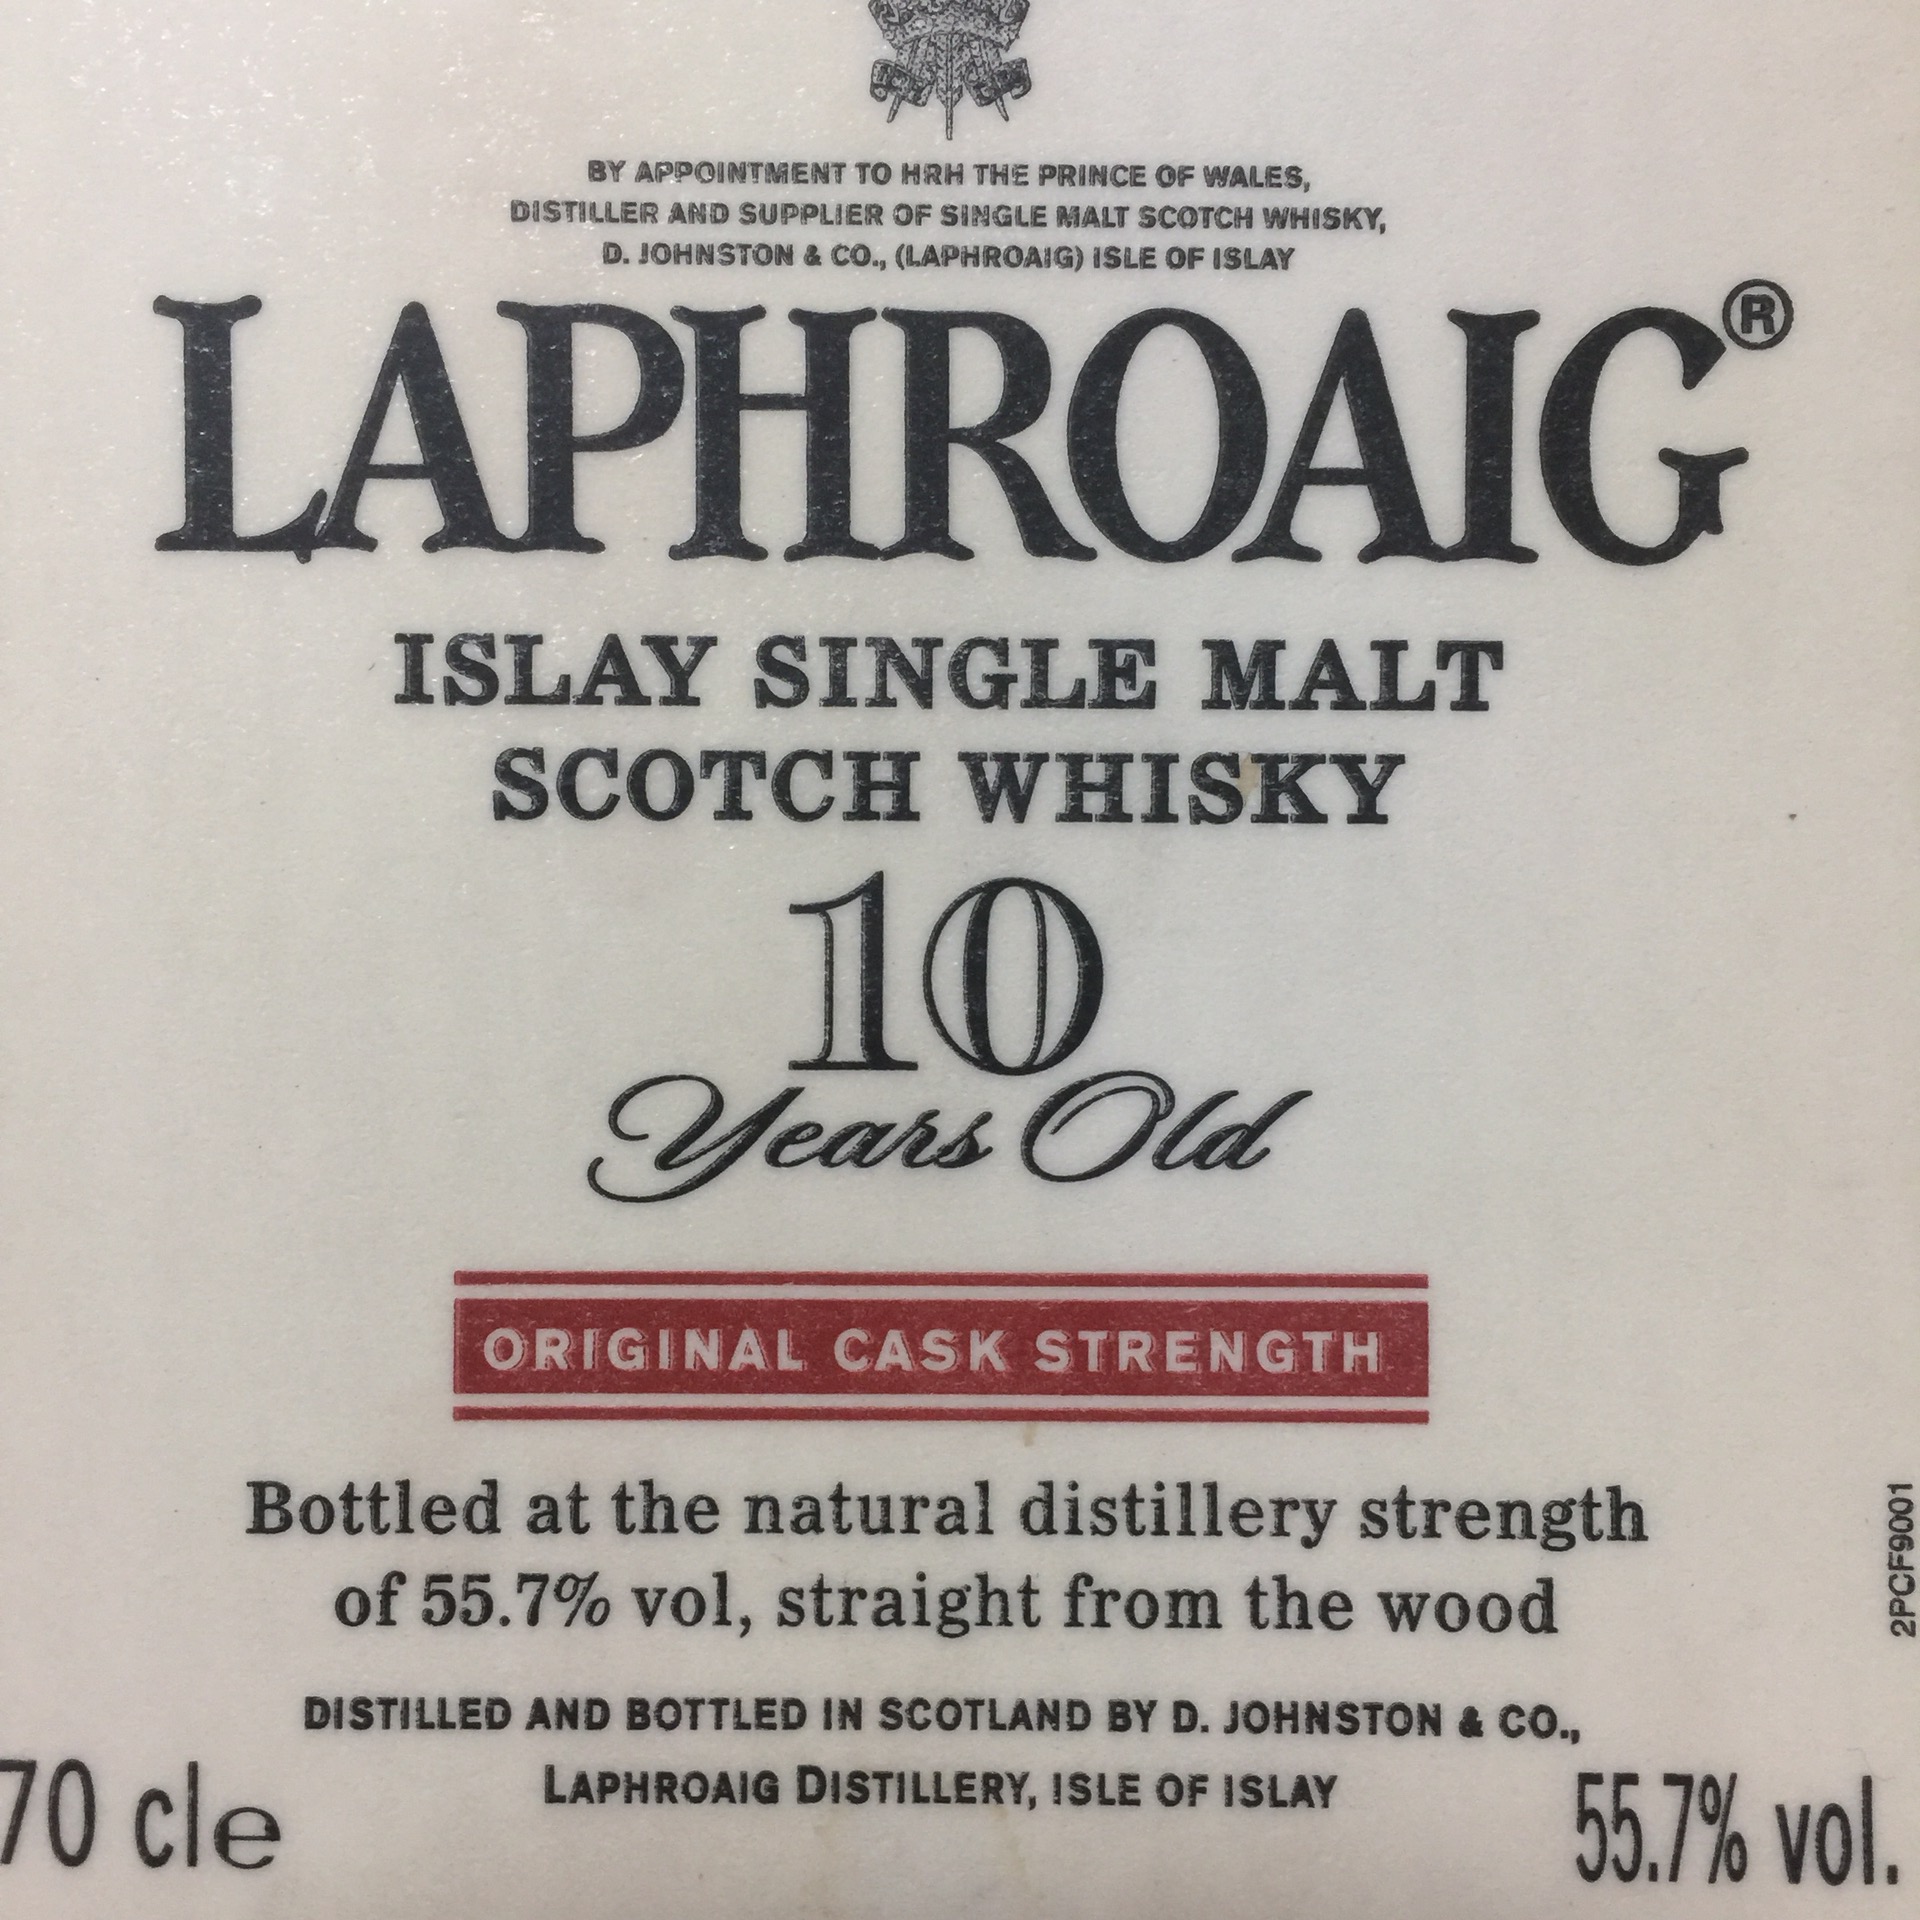 BY APPOINTMENT TO HRH THE PRINCE OF WALES,
DISTILLER AND SUPPLIER OF SINGLE MALT SCOTCH WHISKY,
D. JOHNSTON & CO., (LAPHROAIG) ISLE OF ISLAY
LAPHROAIG®
ISLAY SINGLE MALT
SCOTCH WHISKY
10
Years Old
ORIGINAL CASK STRENGTH
Bottled at the natural distillery strength
of 55.7% vol, straight from the wood
DISTILLED AND BOTTLED IN SCOTLAND BY D. JOHNSTON & CO.,
LAPHROAIG DISTILLERY, ISLE OF ISLAY
70 cle
55.7% vol.
2PCF9001